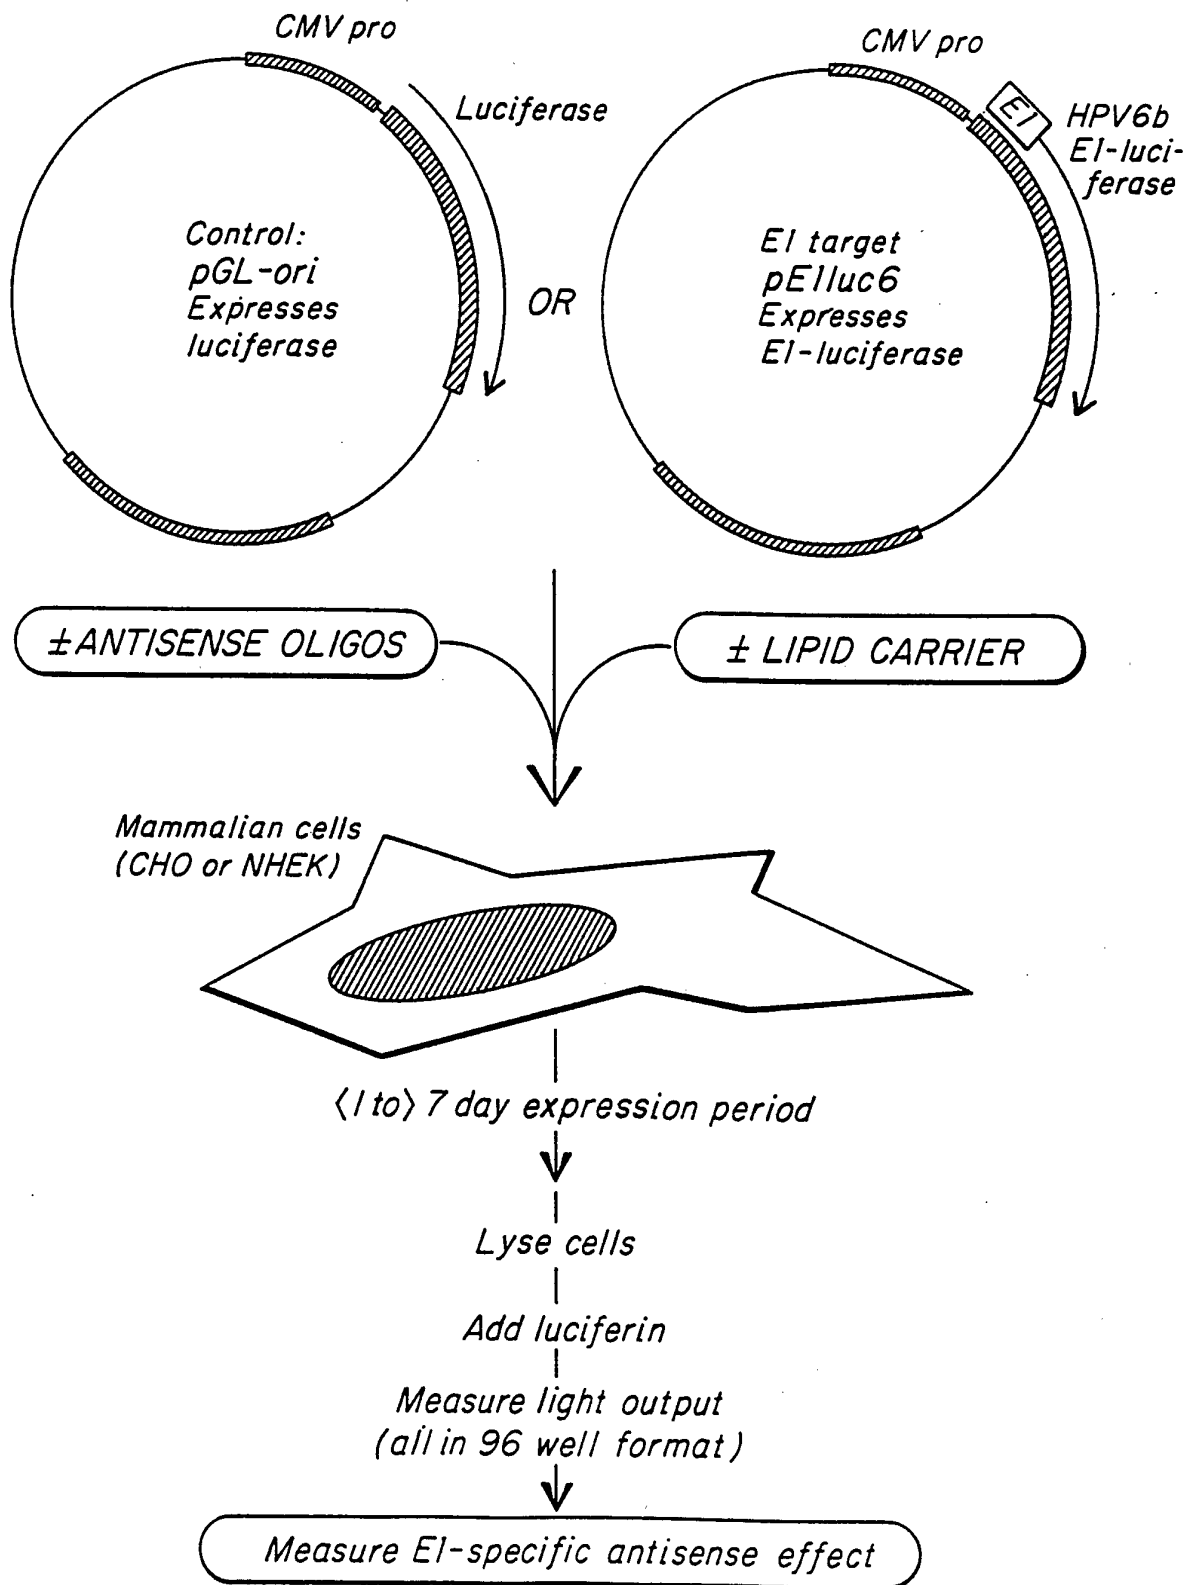 CMV pro
Luciferase
Control:
pGL-ori
Expresses
luciferase
OR
CMV pro
E1
HPV6b
E1-luci-
ferase
E1 target
pE1luc6
Expresses
E1-luciferase
±ANTISENSE OLIGOS
± LIPID CARRIER
Mammalian cells
(CHO or NHEK)
<1 to> 7 day expression period
Lyse cells
Add luciferin
Measure light output
(all in 96 well format)
Measure E1-specific antisense effect